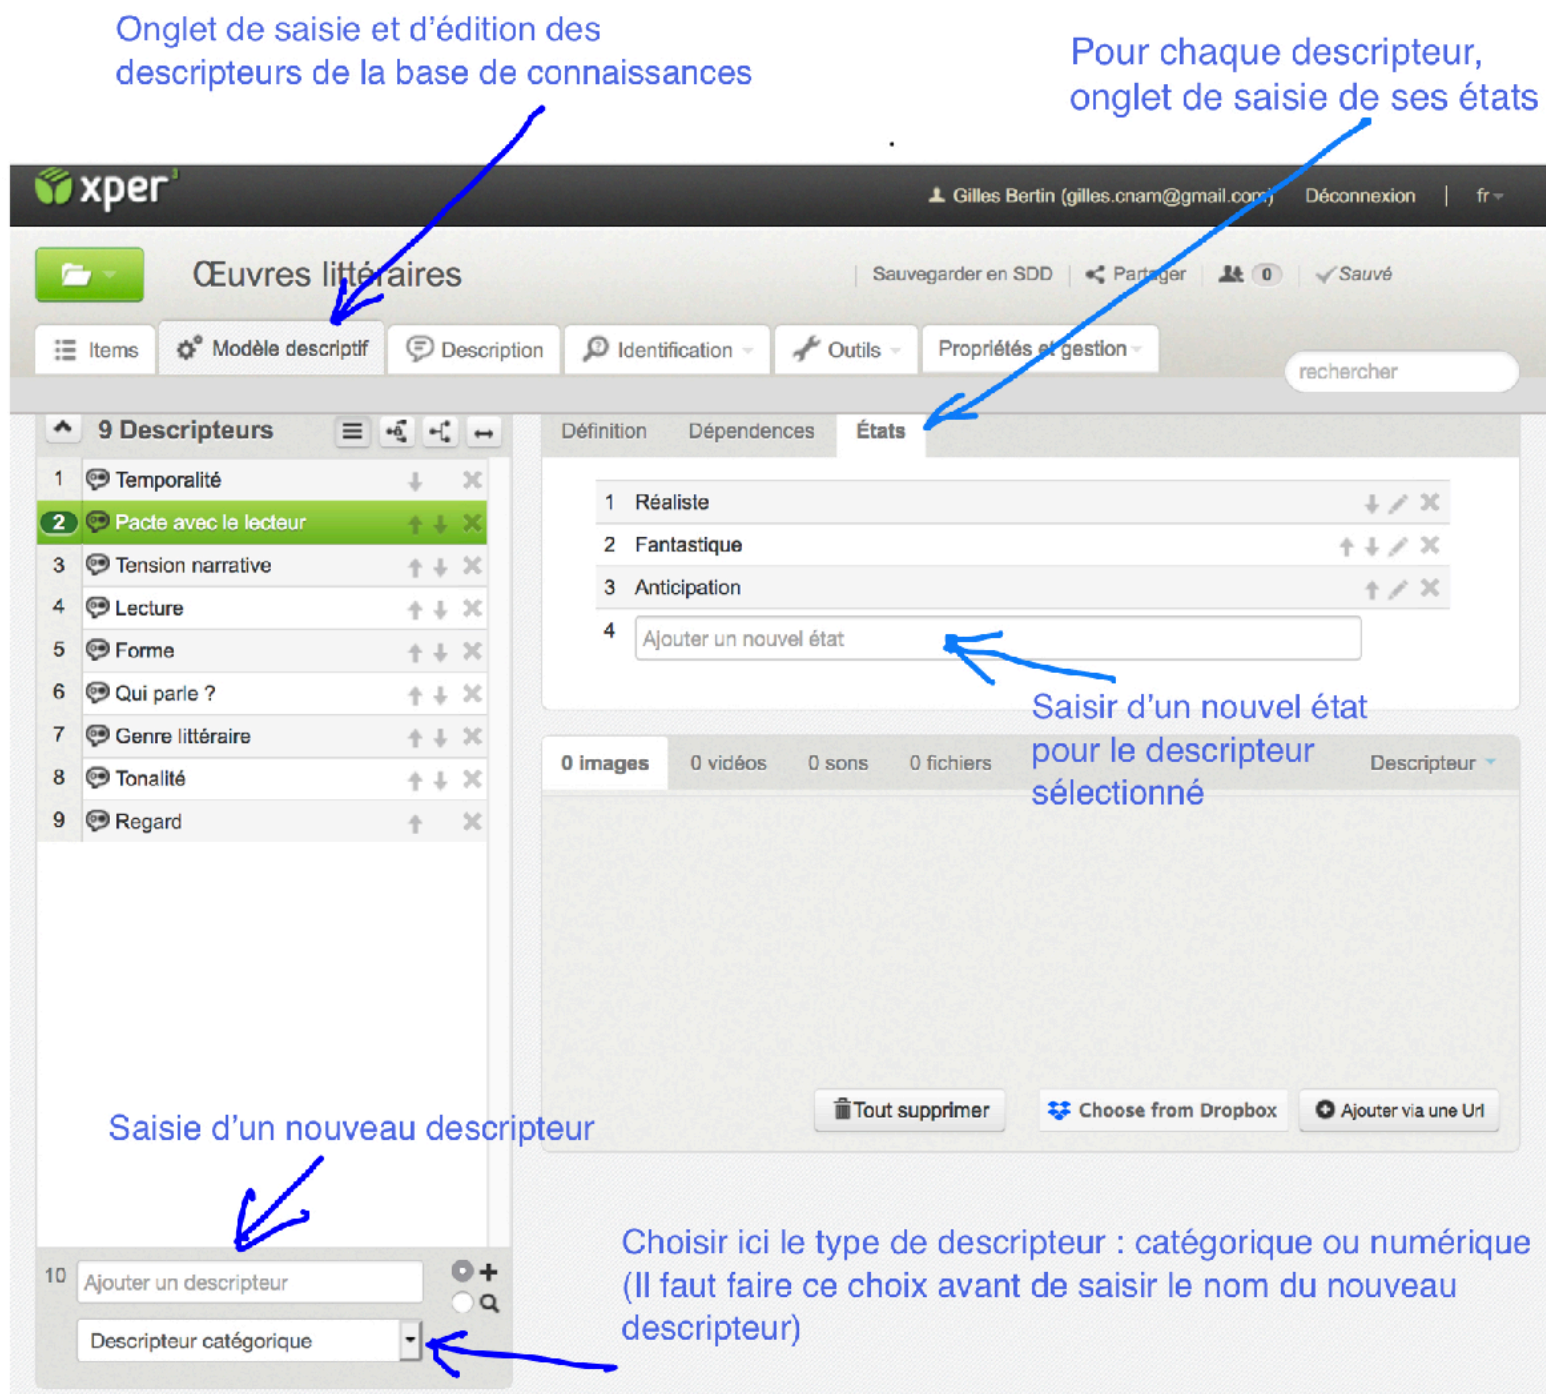 Onglet de saisie et d'édition des
descripteurs de la base de connaissances
Pour chaque descripteur,
onglet de saisie de ses états
xper³
Gilles Bertin (gilles.cnam@gmail.com) Déconnexion | fr
Œuvres littéraires
Sauvegarder en SDD Partager 0 Sauvé
Items Modèle descriptif Description Identification Outils Propriétés et gestion
rechercher
9 Descripteurs
1 Temporalité
2 Pacte avec le lecteur
3 Tension narrative
4 Lecture
5 Forme
6 Qui parle ?
7 Genre littéraire
8 Tonalité
9 Regard
Définition Dépendences États
1 Réaliste
2 Fantastique
3 Anticipation
4 Ajouter un nouvel état
Saisir d'un nouvel état
pour le descripteur
sélectionné
0 images 0 vidéos 0 sons 0 fichiers Descripteur
Tout supprimer Choose from Dropbox Ajouter via une Url
Saisie d'un nouveau descripteur
10 Ajouter un descripteur
Descripteur catégorique
Choisir ici le type de descripteur : catégorique ou numérique
(Il faut faire ce choix avant de saisir le nom du nouveau
descripteur)